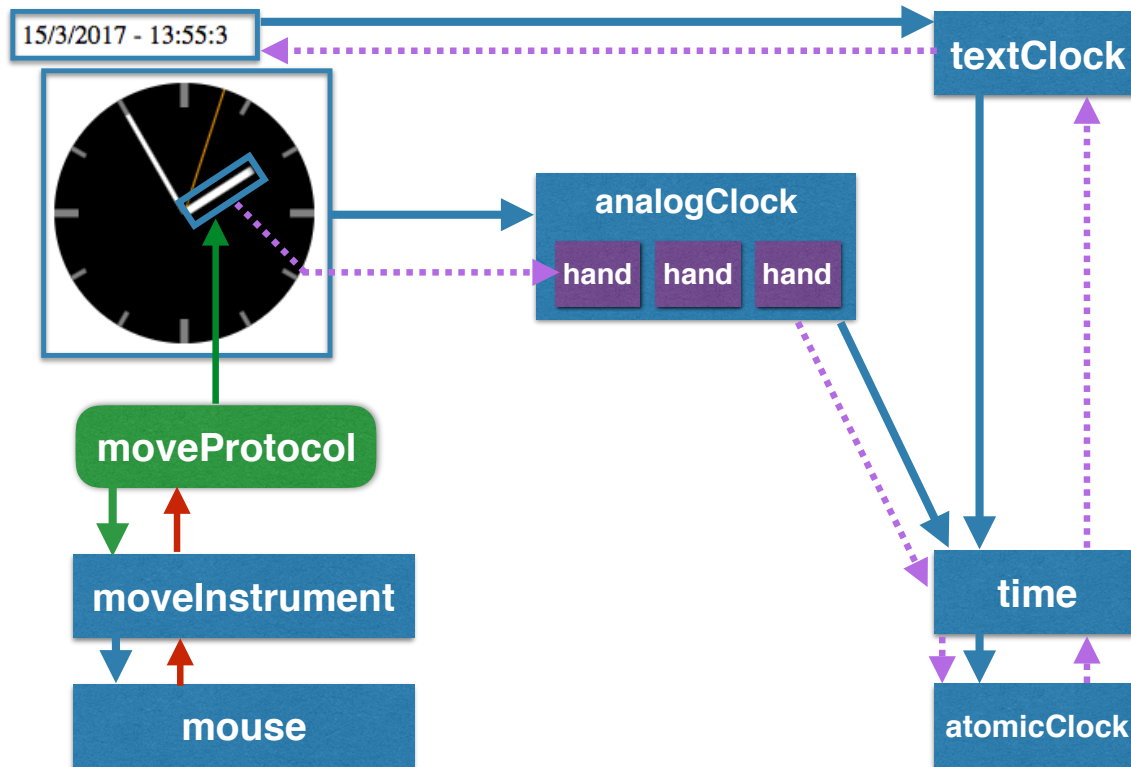 15/3/2017 - 13:55:3
textClock
analogClock
hand hand hand
moveProtocol
moveInstrument
time
mouse
atomicClock